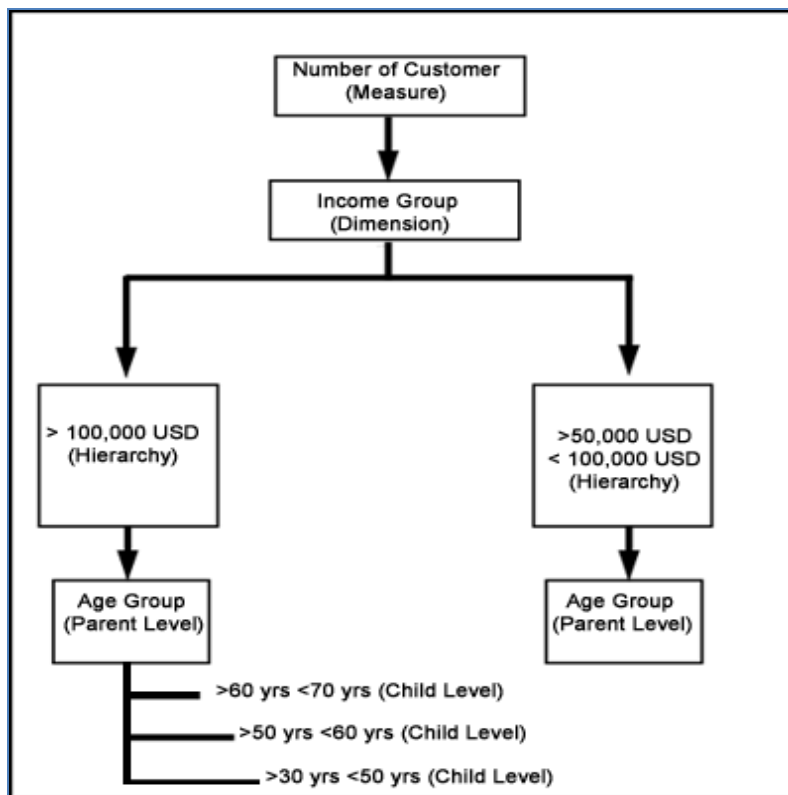 Number of Customer
(Measure)
Income Group
(Dimension)
> 100,000 USD
(Hierarchy)
>50,000 USD
< 100,000 USD
(Hierarchy)
Age Group
(Parent Level)
Age Group
(Parent Level)
>60 yrs <70 yrs (Child Level)
>50 yrs <60 yrs (Child Level)
>30 yrs <50 yrs (Child Level)